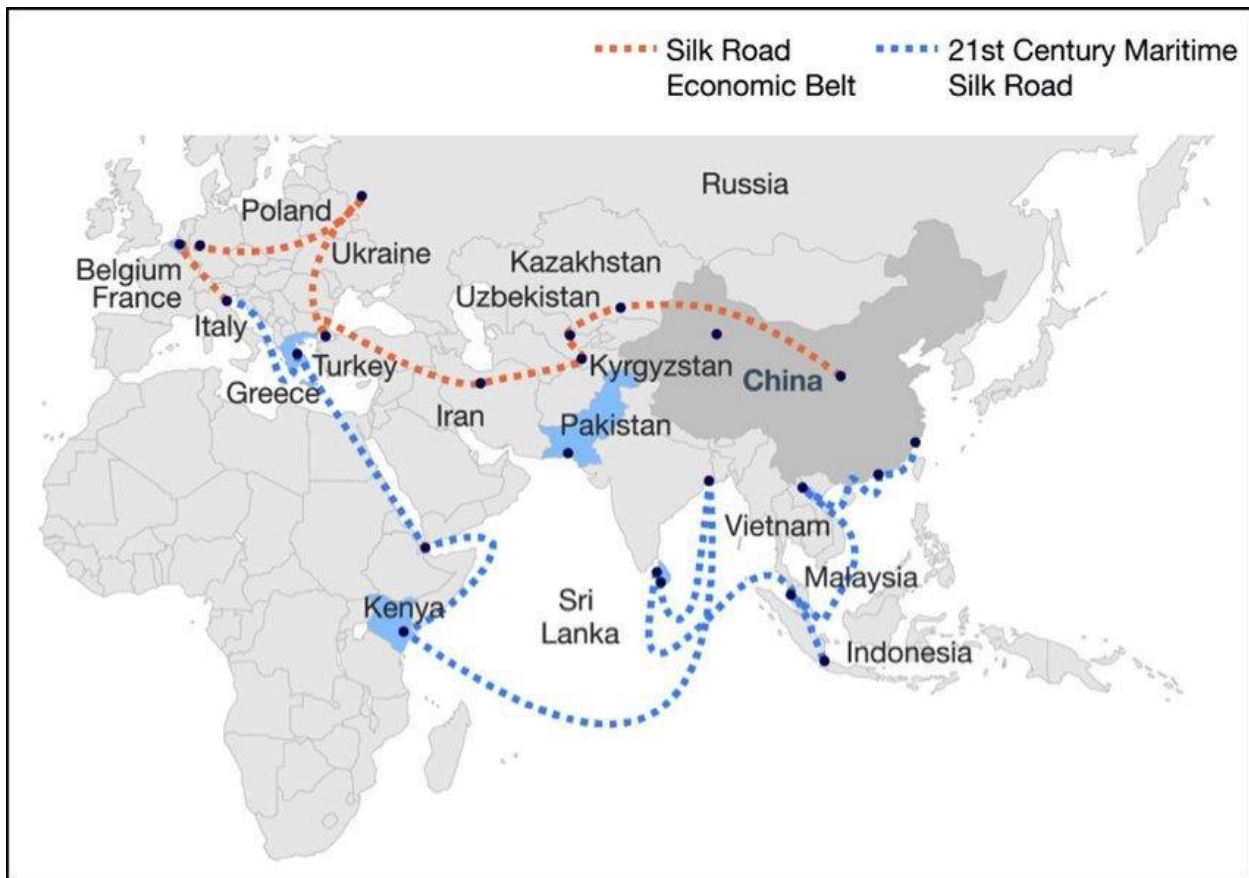 Silk Road
Economic Belt
21st Century Maritime
Silk Road
Russia
Poland
Ukraine
Belgium
France
Kazakhstan
Uzbekistan
Italy
Turkey
Kyrgyzstan
Greece
China
Iran
Pakistan
Vietnam
Malaysia
Kenya
Sri
Lanka
Indonesia